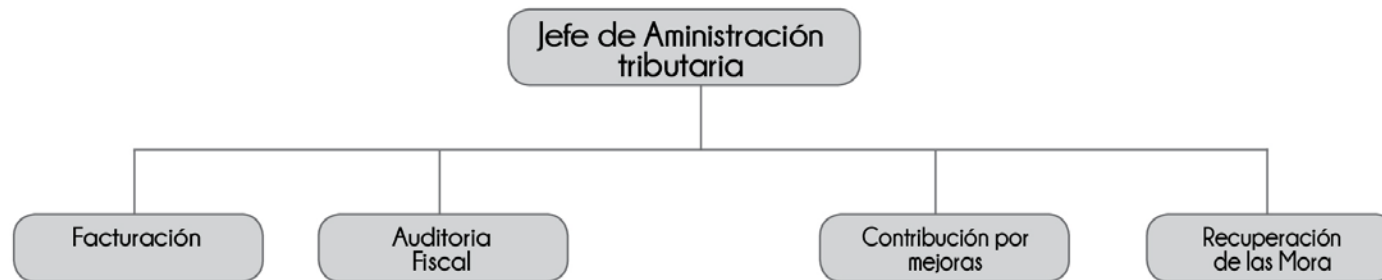 Jefe de Aministración
tributaria
Facturación
Auditoria
Fiscal
Contribución por
mejoras
Recuperación
de las Mora